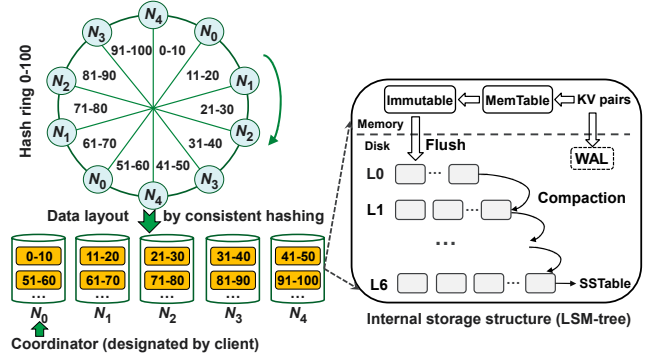 Hash ring 0-100
N4
N3
N0
91-100
0-10
N2
81-90
11-20
N1
71-80
21-30
N1
61-70
31-40
N2
51-60
41-50
N0
N3
N4
Data layout by consistent hashing
0-10
11-20
21-30
31-40
41-50
51-60
61-70
71-80
81-90
91-100
... ... ... ... ...
N0 N1 N2 N3 N4
Coordinator (designated by client)
Immutable
MemTable
KV pairs
Memory
Disk
Flush
WAL
L0
...
Compaction
L1
...
...
L6
...
SSTable
Internal storage structure (LSM-tree)